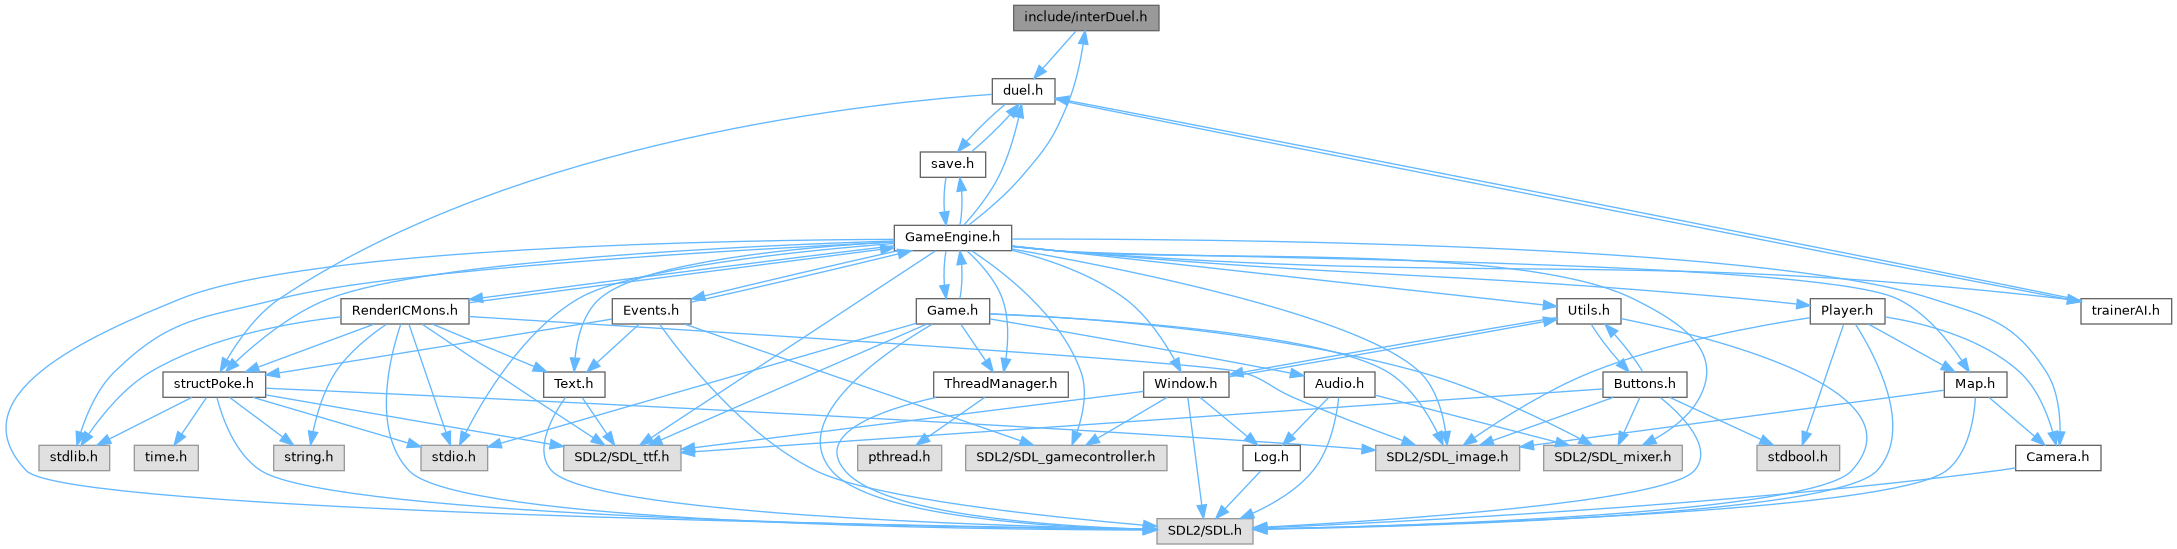 include/interDuel.h
duel.h
save.h
GameEngine.h
RenderICMons.h
Events.h
Game.h
Utils.h
Player.h
trainerAI.h
structPoke.h
Text.h
ThreadManager.h
Window.h
Audio.h
Buttons.h
Map.h
stdlib.h
time.h
string.h
stdio.h
SDL2/SDL_ttf.h
pthread.h
SDL2/SDL_gamecontroller.h
Log.h
SDL2/SDL_image.h
SDL2/SDL_mixer.h
stdbool.h
Camera.h
SDL2/SDL.h